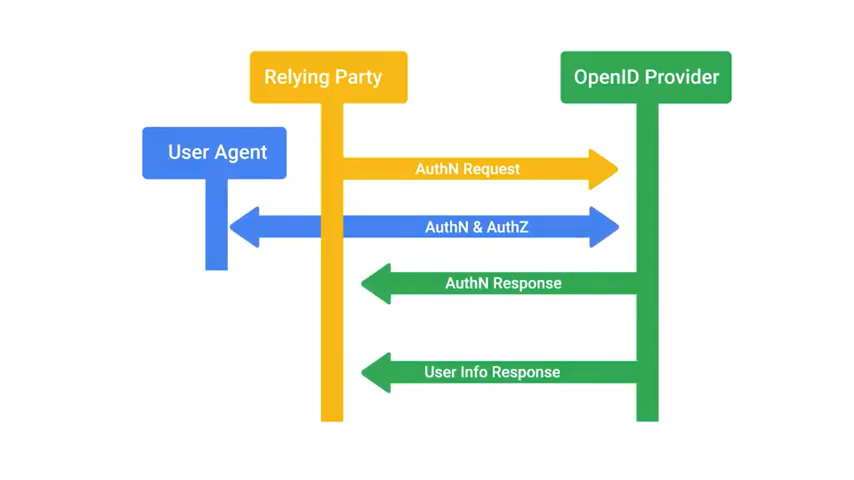 Relying Party
OpenID Provider
User Agent
AuthN Request
AuthN & AuthZ
AuthN Response
User Info Response